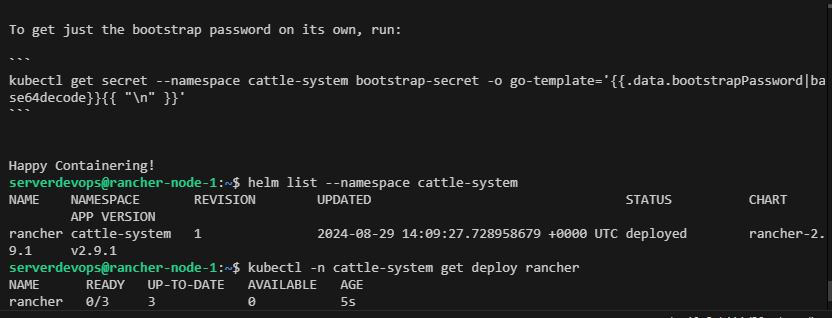 To get just the bootstrap password on its own, run:
```
kubectl get secret --namespace cattle-system bootstrap-secret -o go-template='{{.data.bootstrapPassword|ba
se64decode}}{{ "\n" }}'
```
Happy Containering!
serverdevops@rancher-node-1:~$ helm list --namespace cattle-system
NAME    NAMESPACE       REVISION        UPDATED                                 STATUS          CHART
        APP VERSION
rancher cattle-system   1               2024-08-29 14:09:27.728958679 +0000 UTC deployed        rancher-2.
9.1     v2.9.1
serverdevops@rancher-node-1:~$ kubectl -n cattle-system get deploy rancher
NAME      READY   UP-TO-DATE   AVAILABLE   AGE
rancher   0/3     3            0           5s